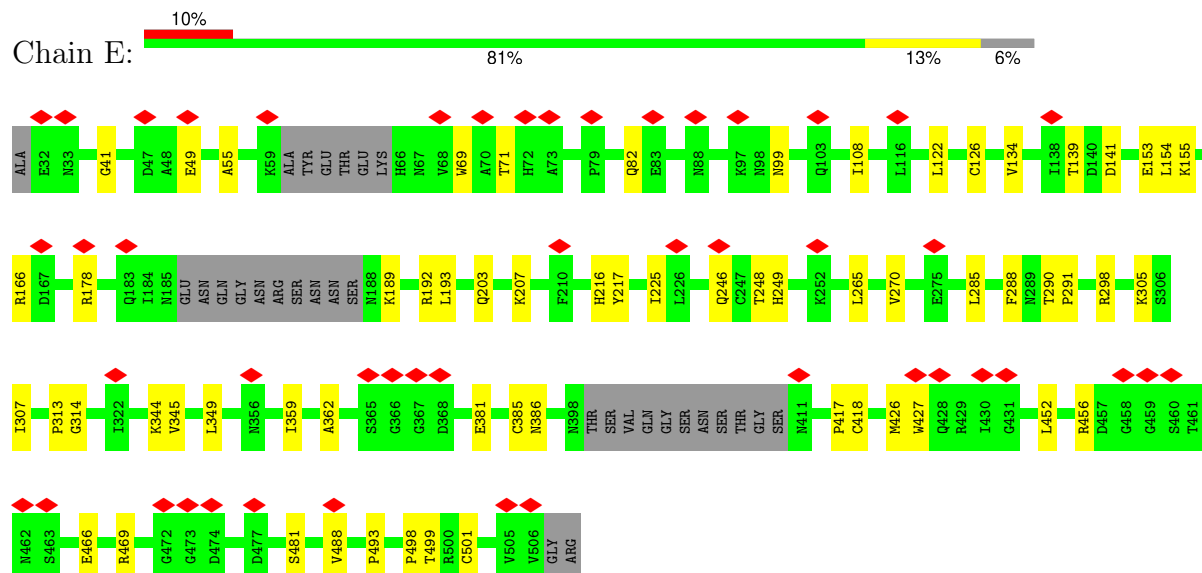 10%
Chain E:
81% 13% 6%
ALA E32 N33 G41 D47 A48 E49 A55 K59 ALA TYR GLU THR GLU LYS H66 N67 V68 W69 A70 T71 H72 A73 P79 Q82 E83 N88 K97 N98 N99 Q103 I108 L116 L122 C126 V134 I138 T139 D140 D141 E153 L154 K155
R166 D167 R178 Q183 I184 N185 GLU ASN GLN GLY ASN ARG SER ASN ASN SER N188 K189 R192 L193 Q203 K207 F210 H216 Y217 I225 L226 Q246 C247 T248 H249 K252 L265 V270 E275 L285 F288 N289 T290 P291 R298 K305 S306
I307 P313 G314 I322 K344 V345 L349 N356 I359 A362 S365 G366 G367 D368 E381 C385 N386 N398 THR SER VAL GLN GLY SER ASN SER THR GLY SER N411 P417 C418 M426 W427 Q428 R429 I430 G431 L452 R456 D457 G458 G459 S460 T461
N462 S463 E466 R469 G472 G473 D474 D477 S481 V488 P493 P498 T499 R500 C501 V505 V506 GLY ARG